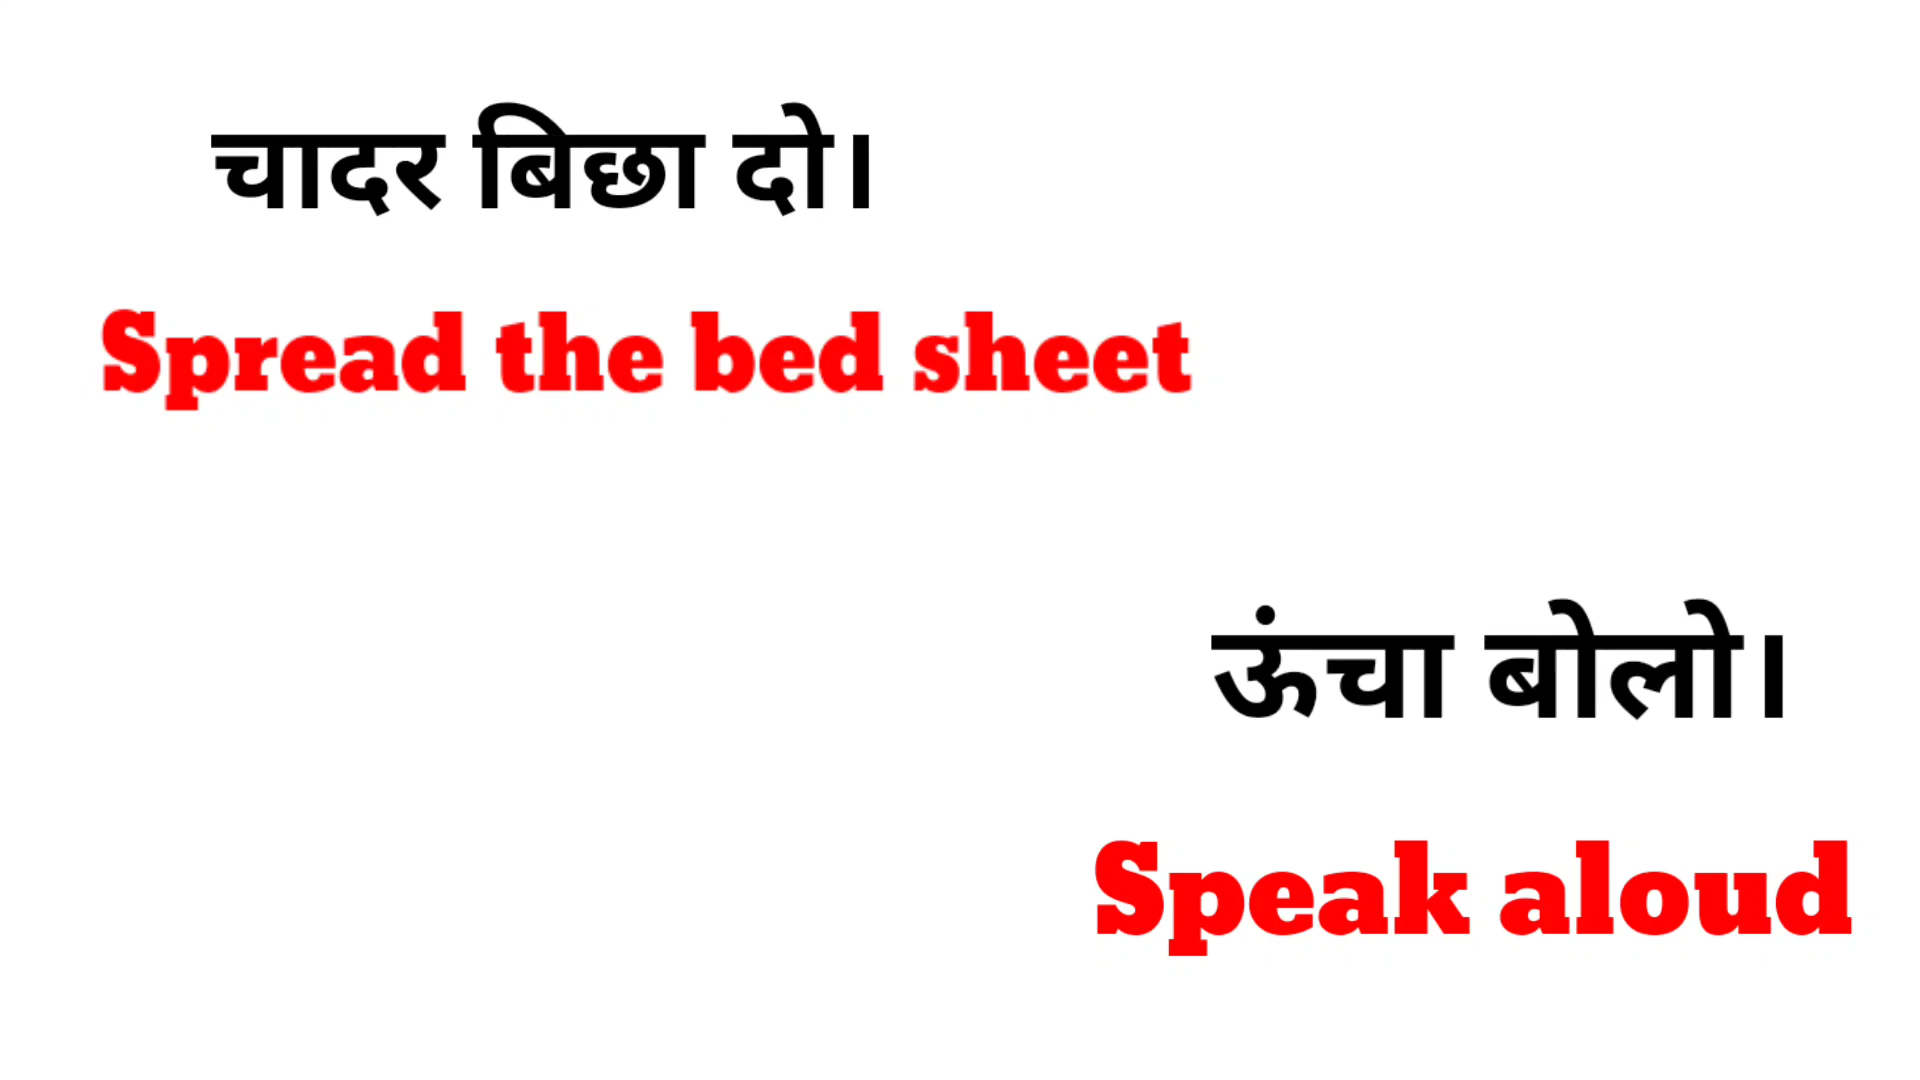 चादर बिछा दो।
Spread the bed sheet
ऊंचा बोलो।
Speak aloud